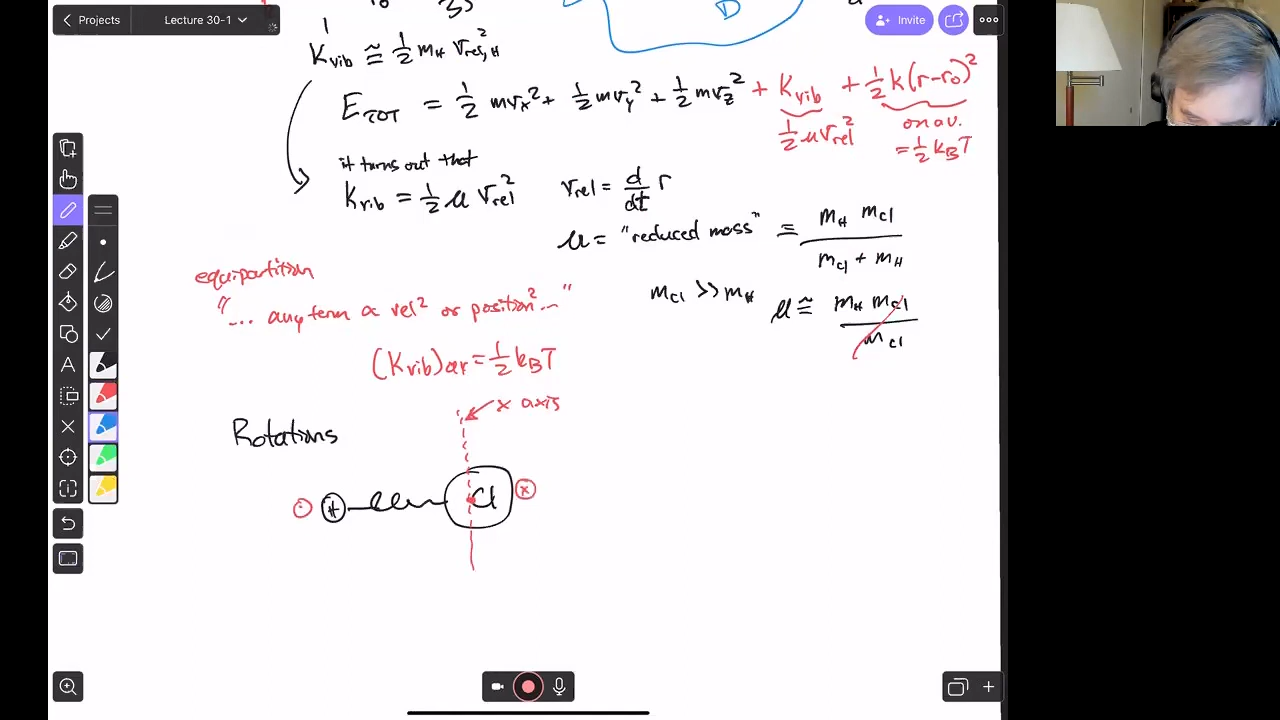 Projects
Lecture 30-1
Invite
K_vib ≅ ½ m_H v_rel,H²
E_TOT = ½ mv_x² + ½ mv_y² + ½ mv_z² + K_vib + ½ k(r-r₀)²
½ μ v_rel²
on av.
= ½ k_B T
it turns out that
K_vib = ½ μ v_rel²
v_rel = d/dt r
μ = "reduced mass" ≡ m_H m_Cl / m_Cl + m_H
equipartition
"... any term ∝ vel² or position² ..."
m_Cl >> m_H
μ ≅ m_H m_Cl / m_Cl
(K_vib)av = ½ k_B T
x axis
Rotations
H
Cl
x
D